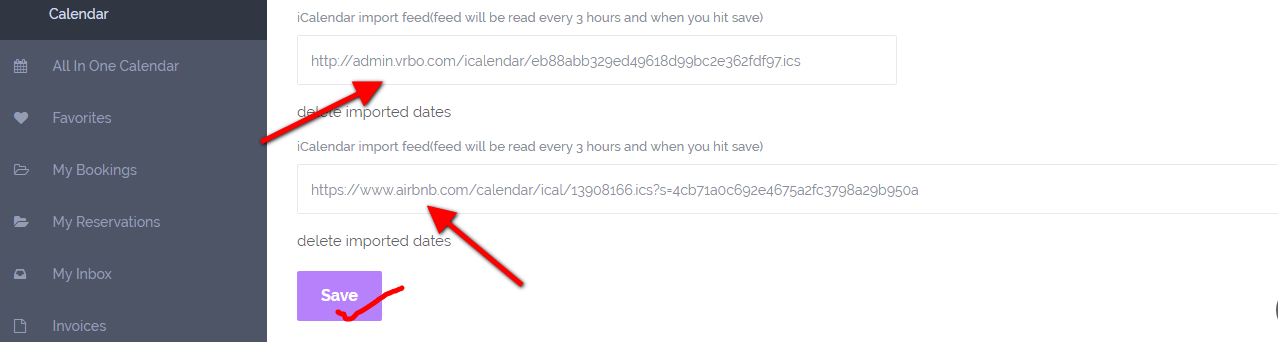 Calendar
All In One Calendar
Favorites
My Bookings
My Reservations
My Inbox
Invoices
iCalendar import feed(feed will be read every 3 hours and when you hit save)
http://admin.vrbo.com/icalendar/eb88abb329ed49618d99bc2e362fdf97.ics
delete imported dates
iCalendar import feed(feed will be read every 3 hours and when you hit save)
https://www.airbnb.com/calendar/ical/13908166.ics?s=4cb71a0c692e4675a2fc3798a29b950a
delete imported dates
Save